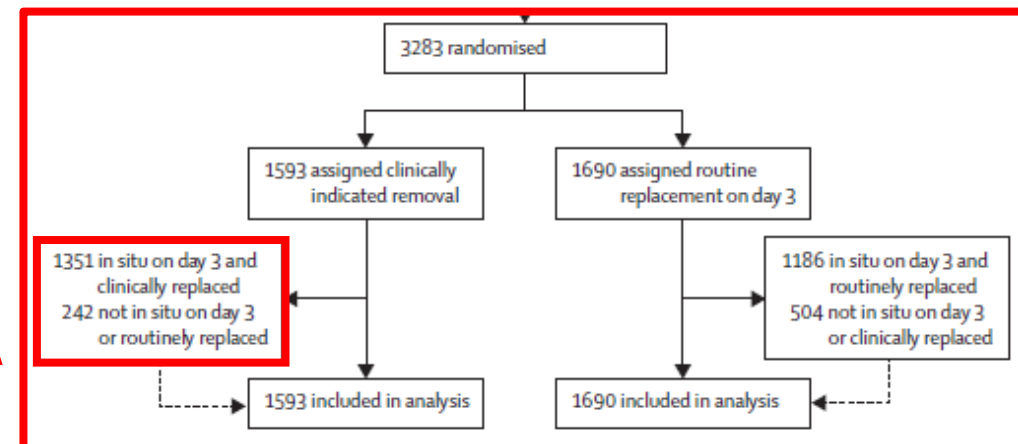 3283 randomised
1593 assigned clinically
indicated removal
1690 assigned routine
replacement on day 3
1351 in situ on day 3 and
clinically replaced
242 not in situ on day 3
or routinely replaced
1186 in situ on day 3 and
routinely replaced
504 not in situ on day 3
or clinically replaced
1593 included in analysis
1690 included in analysis